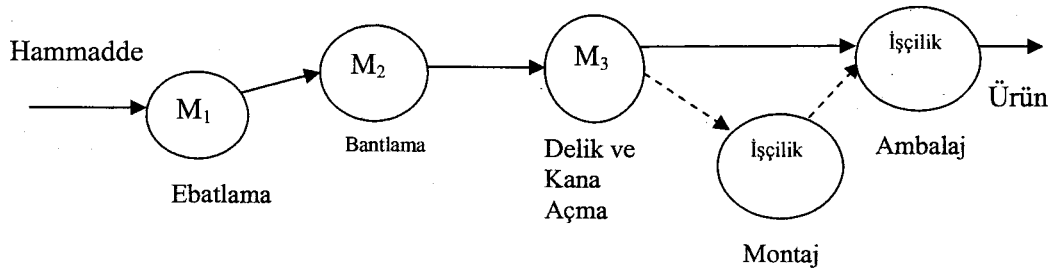 Hammadde
M1
Ebatlama
M2
Bantlama
M3
Delik ve
Kana
Açma
İşçilik
Montaj
İşçilik
Ambalaj
Ürün